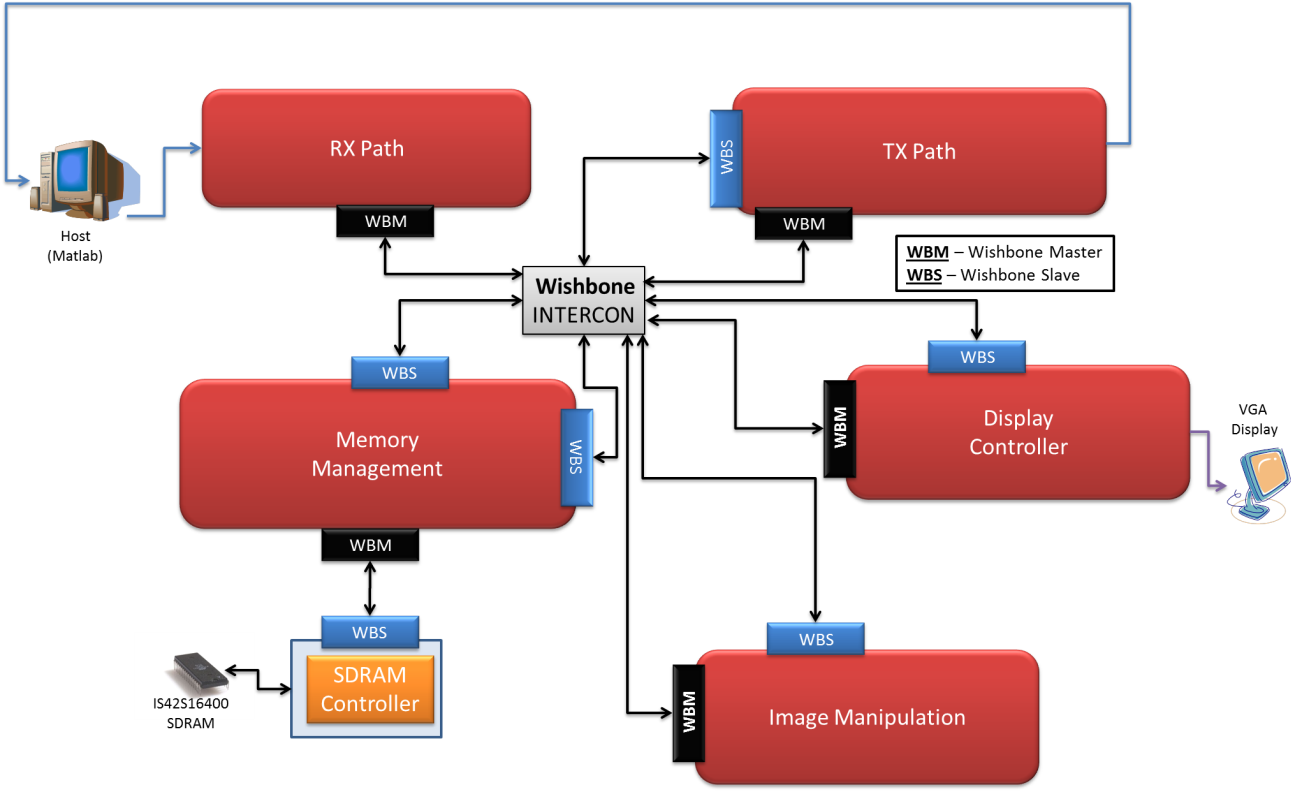 RX Path
WBM
WBS
TX Path
WBM
Host
(Matlab)
WBM – Wishbone Master
WBS – Wishbone Slave
Wishbone
INTERCON
WBS
Memory
Management
WBS
WBM
WBS
SDRAM
Controller
IS42S16400
SDRAM
WBS
WBM
Display
Controller
VGA
Display
WBS
WBM
Image Manipulation